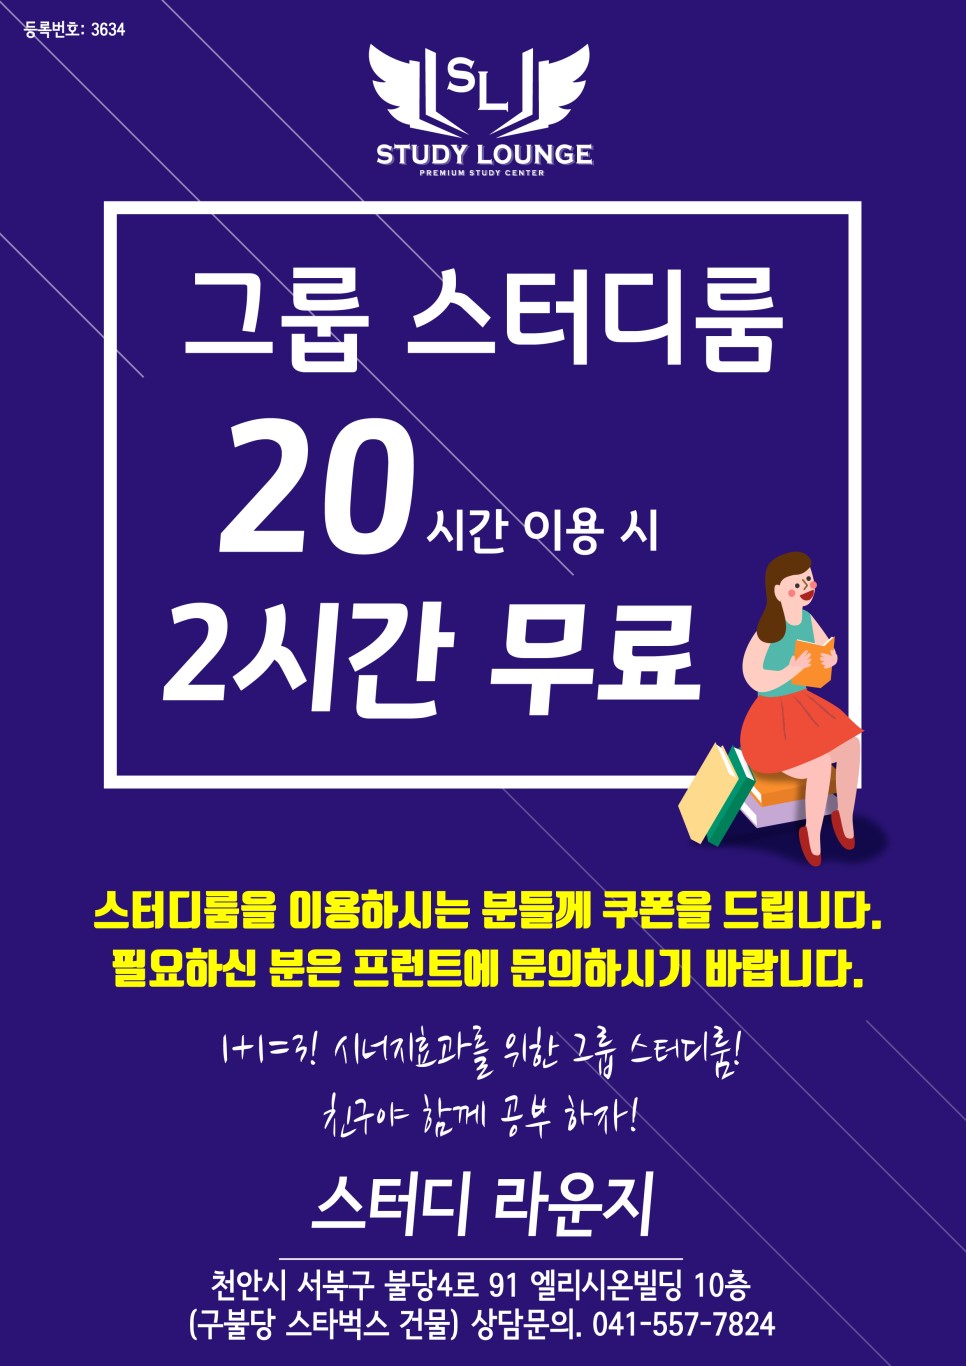 등록번호: 3634
SL
STUDY LOUNGE
PREMIUM STUDY CENTER
그룹 스터디룸
20시간 이용 시
2시간 무료
스터디룸을 이용하시는 분들께 쿠폰을 드립니다.
필요하신 분은 프런트에 문의하시기 바랍니다.
1+1=3! 시너지효과를 위한 그룹 스터디룸!
친구야 함께 공부 하자!
스터디 라운지
천안시 서북구 불당4로 91 엘리시온빌딩 10층
(구불당 스타벅스 건물) 상담문의. 041-557-7824